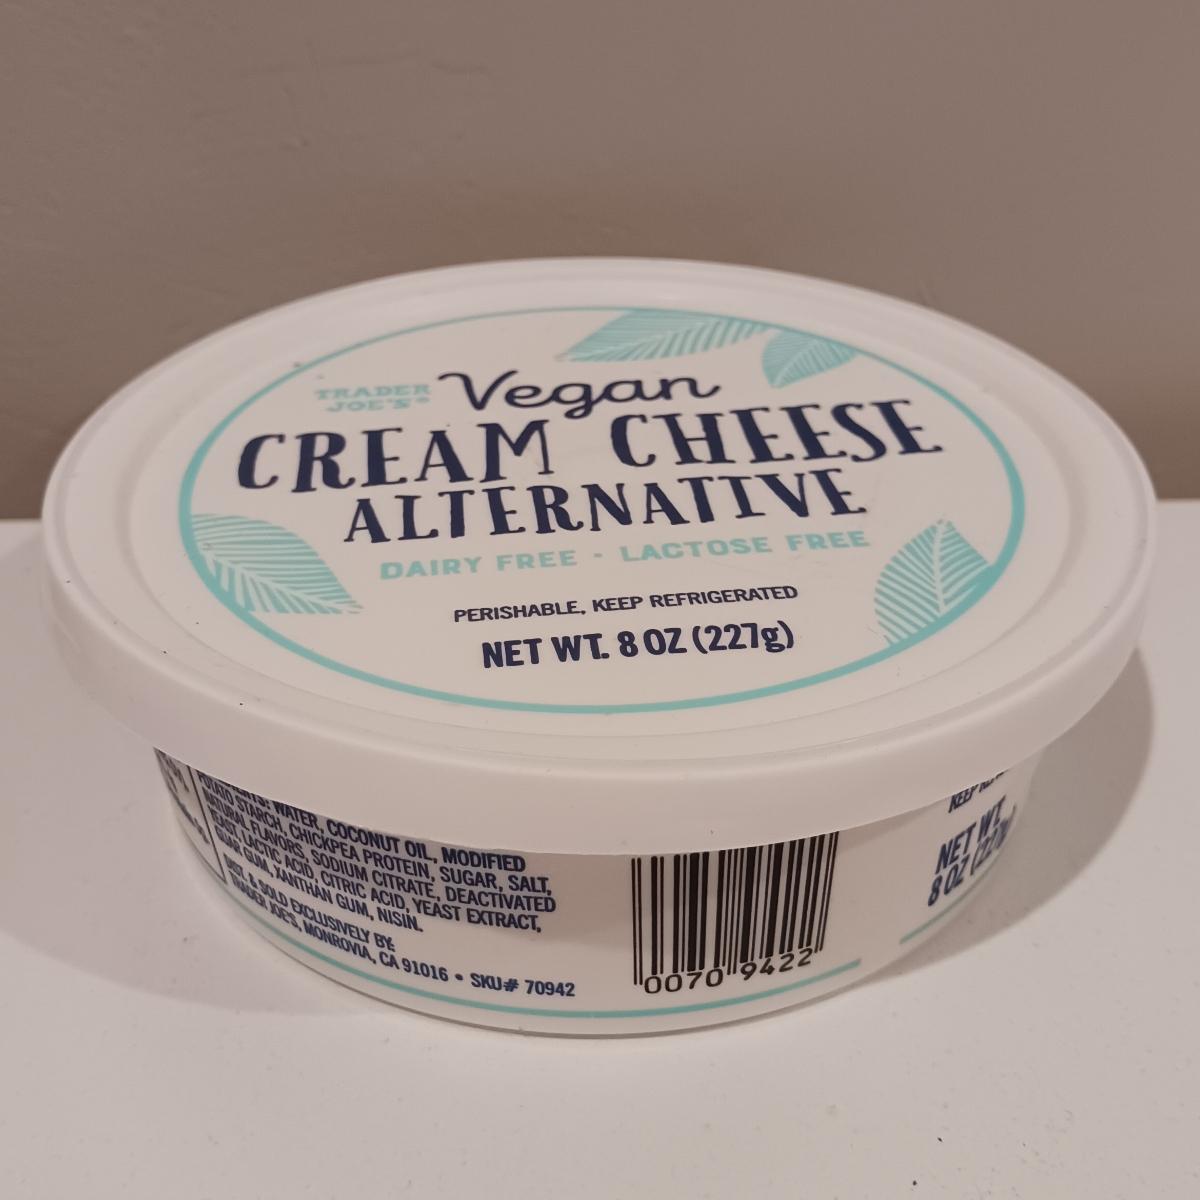 TRADER
JOE'S®
Vegan
CREAM CHEESE
ALTERNATIVE
DAIRY FREE • LACTOSE FREE
PERISHABLE, KEEP REFRIGERATED
NET WT. 8 OZ (227g)
WATER, COCONUT OIL, MODIFIED
POTATO STARCH, CHICKPEA PROTEIN, SUGAR, SALT,
NATURAL FLAVORS, SODIUM CITRATE, DEACTIVATED
YEAST, LACTIC ACID, CITRIC ACID, YEAST EXTRACT,
GUAR GUM, XANTHAN GUM, NISIN.
DIST. & SOLD EXCLUSIVELY BY:
TRADER JOE'S, MONROVIA, CA 91016 • SKU# 70942
0070 9422
KEEP
NET WT.
8 OZ (227g)